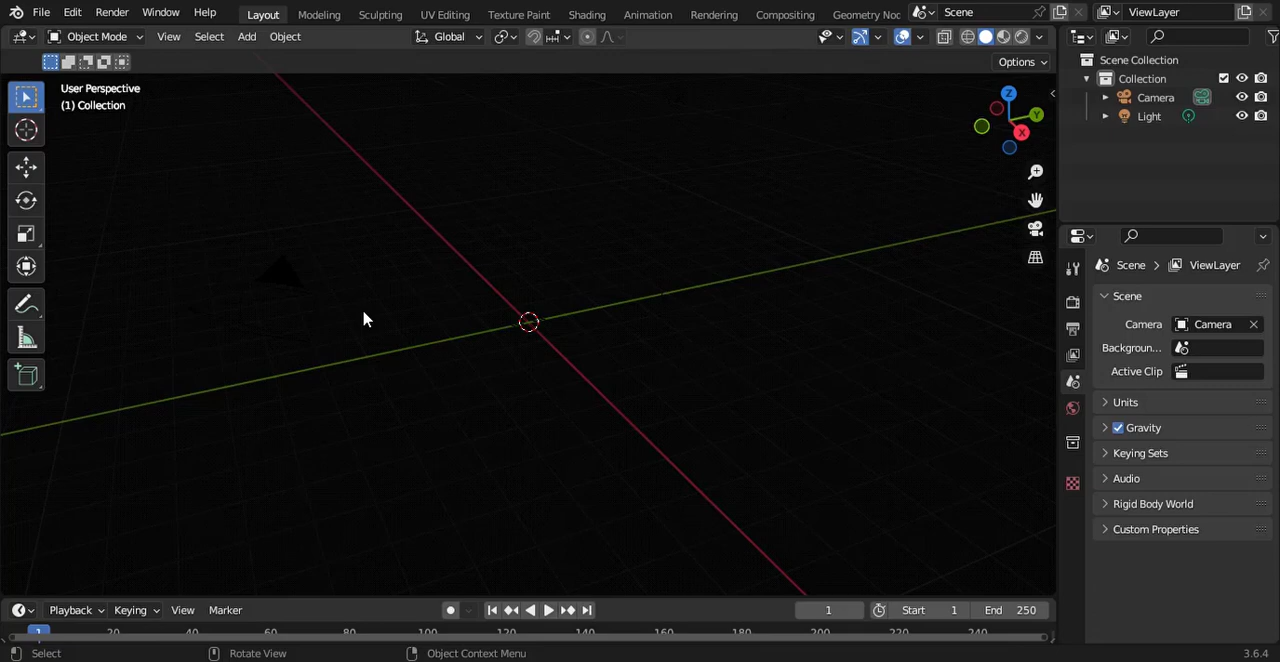 File Edit Render Window Help Layout Modeling Sculpting UV Editing Texture Paint Shading Animation Rendering Compositing Geometry Noc Scene ViewLayer
Object Mode View Select Add Object Global
Options
User Perspective
(1) Collection
Z
Y
X
Scene Collection
Collection
Camera
Light
Scene > ViewLayer
Scene
Camera Camera
Backgroun...
Active Clip
Units
Gravity
Keying Sets
Audio
Rigid Body World
Custom Properties
Playback Keying View Marker 1 Start 1 End 250
1 20 40 60 80 100 120 140 160 180 200 220 240
Select Rotate View Object Context Menu 3.6.4